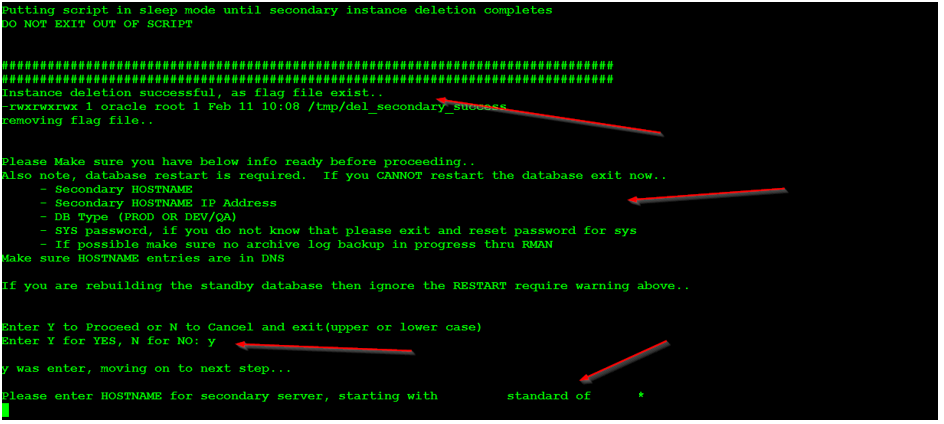 Putting script in sleep mode until secondary instance deletion completes
DO NOT EXIT OUT OF SCRIPT
################################################################################
################################################################################
Instance deletion successful, as flag file exist..
-rwxrwxrwx 1 oracle root 1 Feb 11 10:08 /tmp/del_secondary_success
removing flag file..
Please Make sure you have below info ready before proceeding..
Also note, database restart is required.  If you CANNOT restart the database exit now..
- Secondary HOSTNAME
- Secondary HOSTNAME IP Address
- DB Type (PROD OR DEV/QA)
- SYS password, if you do not know that please exit and reset password for sys
- If possible make sure no archive log backup in progress thru RMAN
Make sure HOSTNAME entries are in DNS
If you are rebuilding the standby database then ignore the RESTART require warning above..
Enter Y to Proceed or N to Cancel and exit(upper or lower case)
Enter Y for YES, N for NO: y
y was enter, moving on to next step...
Please enter HOSTNAME for secondary server, starting with standard of *